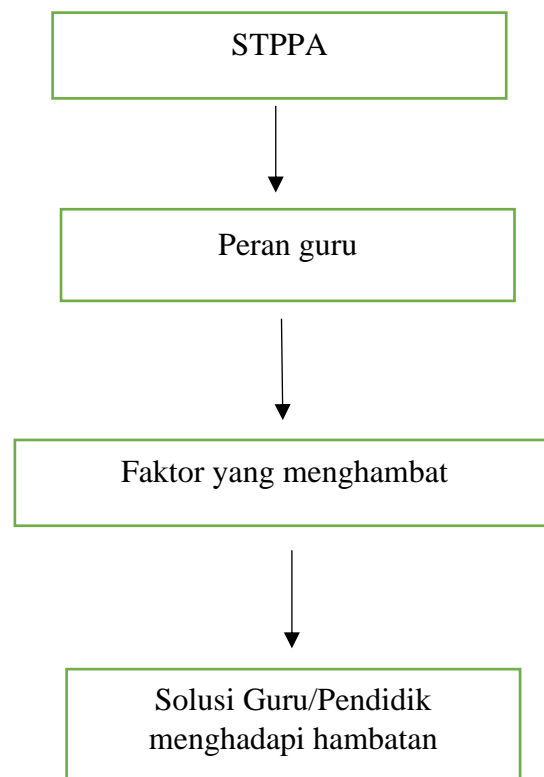 STPPA
Peran guru
Faktor yang menghambat
Solusi Guru/Pendidik
menghadapi hambatan